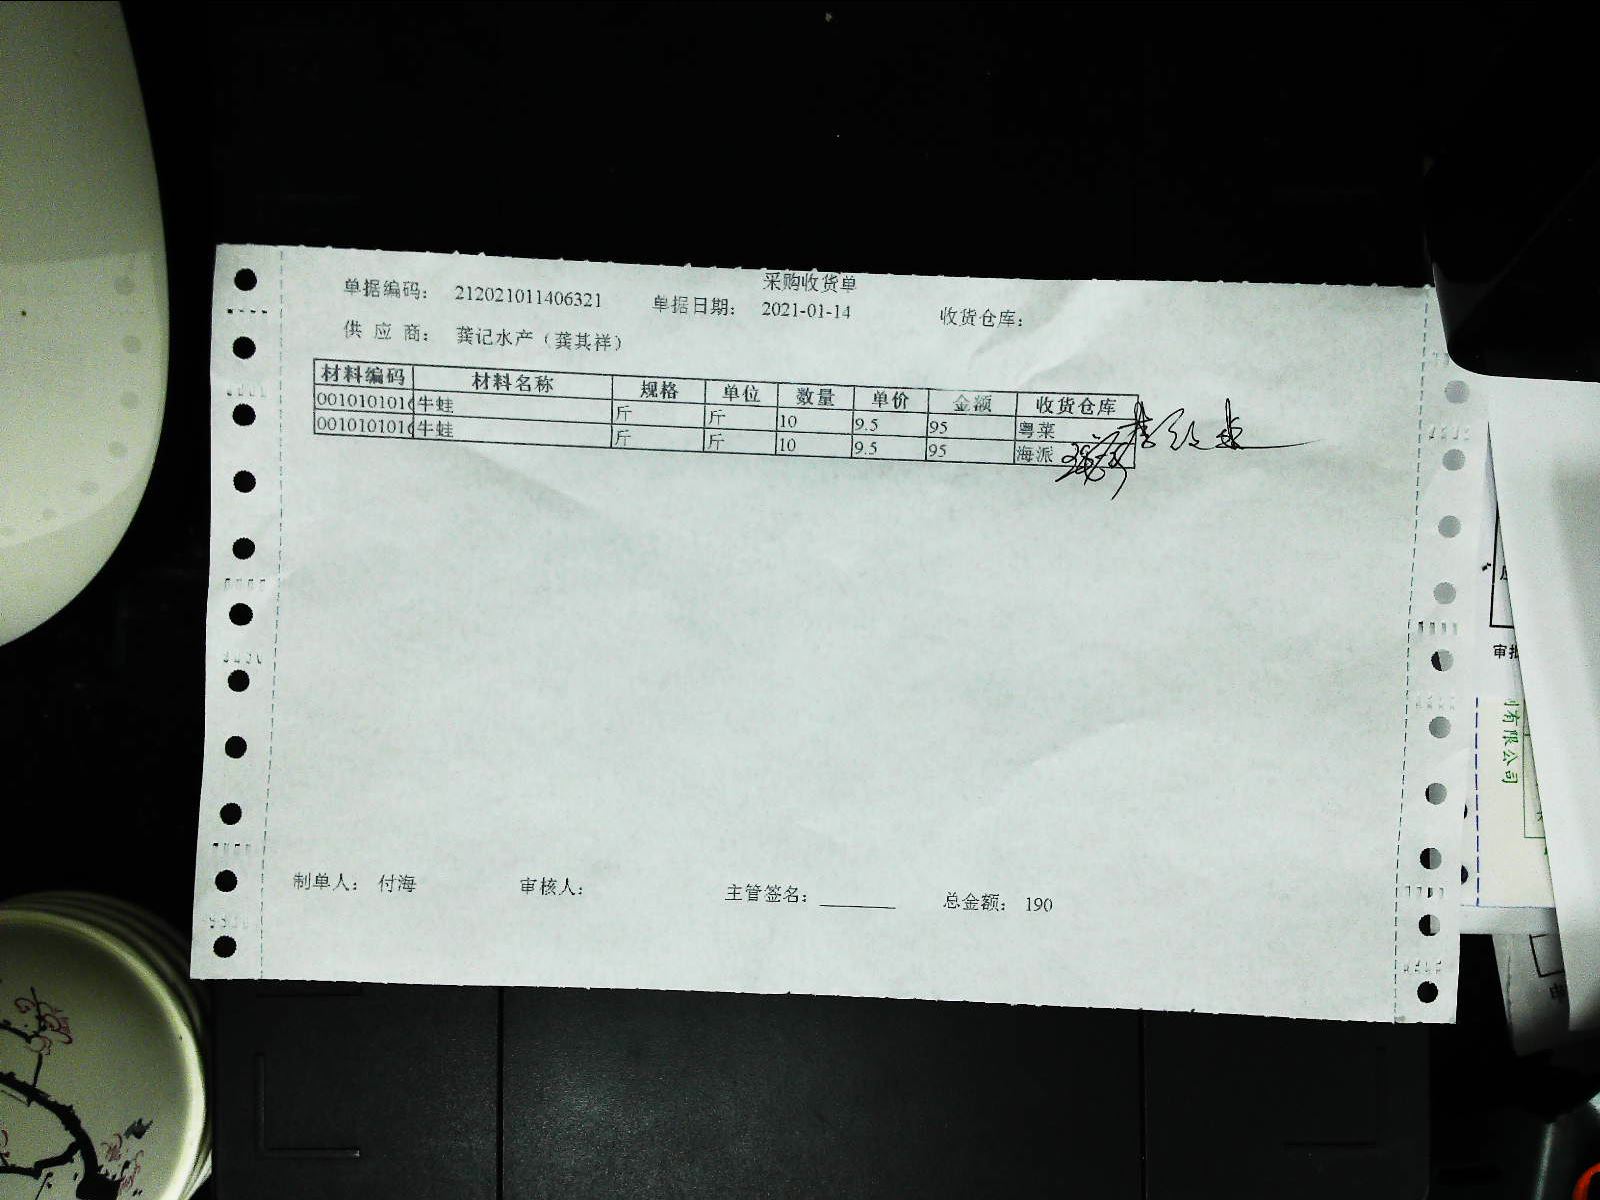 采购收货单
单据编码： 212021011406321 单据日期： 2021-01-14 收货仓库：
供 应 商： 龚记水产（龚其祥）
材料编码 材料名称 规格 单位 数量 单价 金额 收货仓库
001010101 牛蛙 斤 斤 10 9.5 95 粤菜
001010101 牛蛙 斤 斤 10 9.5 95 海派
制单人： 付海 审核人： 主管签名： 总金额： 190
审批
有限公司